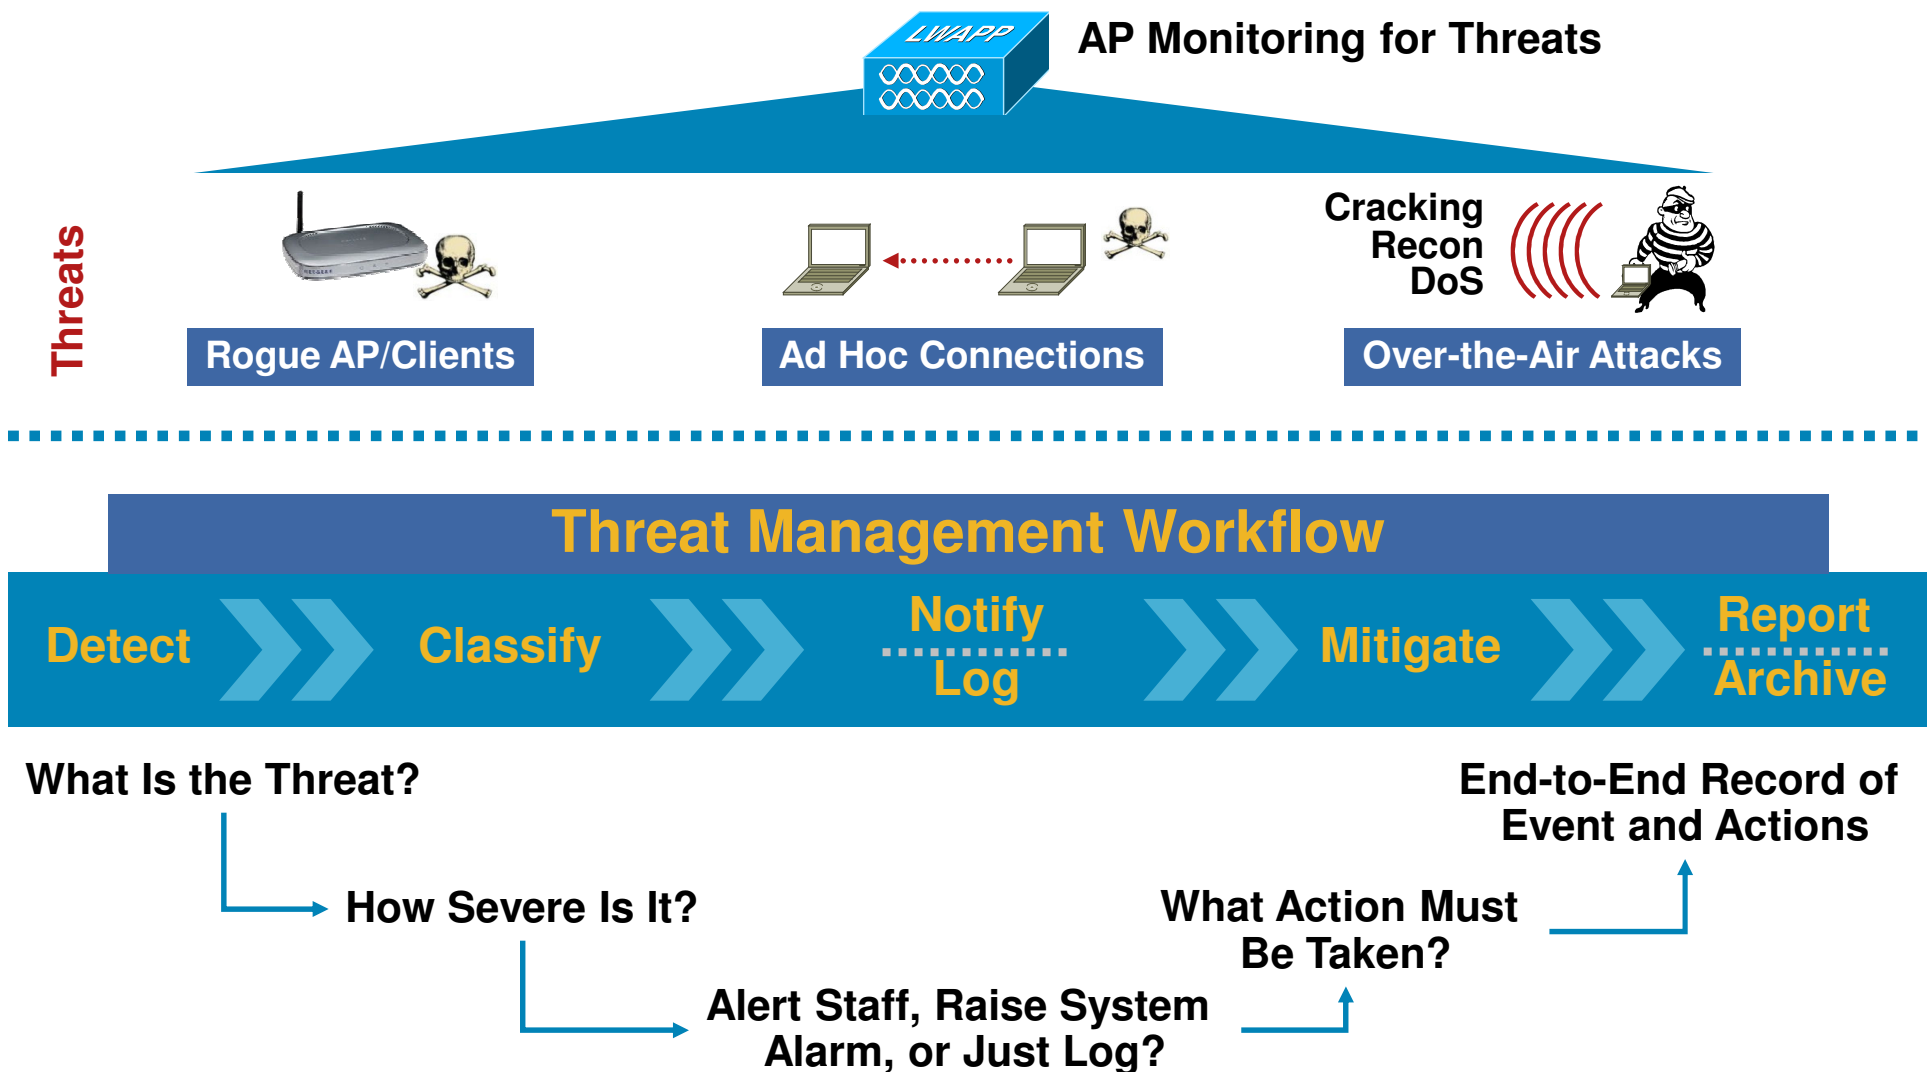 LWAPP
AP Monitoring for Threats
Threats
Cracking
Recon
DoS
NETGEAR
Rogue AP/Clients
Ad Hoc Connections
Over-the-Air Attacks
Threat Management Workflow
Detect
Classify
Notify
Log
Mitigate
Report
Archive
What Is the Threat?
How Severe Is It?
Alert Staff, Raise System
Alarm, or Just Log?
What Action Must
Be Taken?
End-to-End Record of
Event and Actions